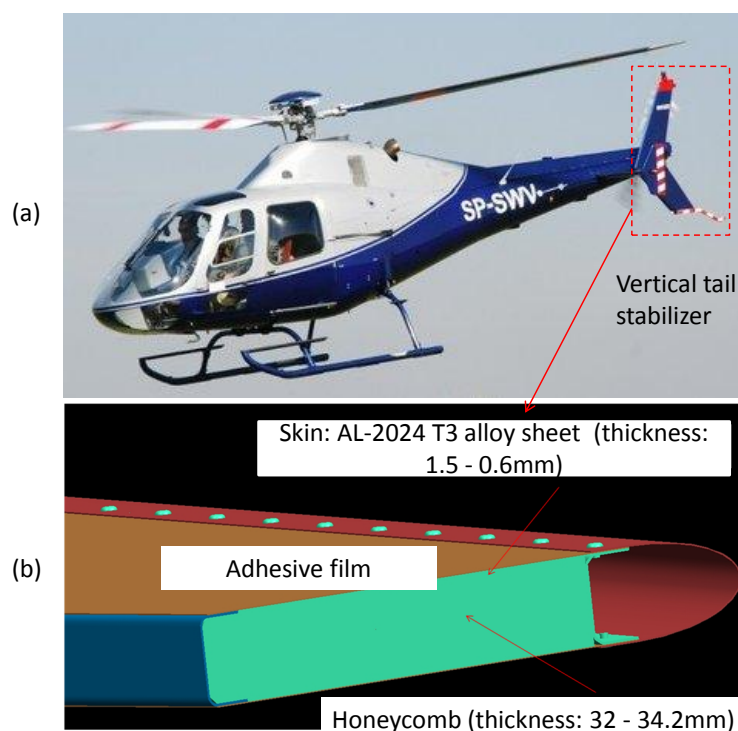 (a)
SP-SWV
Vertical tail
stabilizer
Skin: AL-2024 T3 alloy sheet (thickness:
1.5 - 0.6mm)
(b)
Adhesive film
Honeycomb (thickness: 32 - 34.2mm)